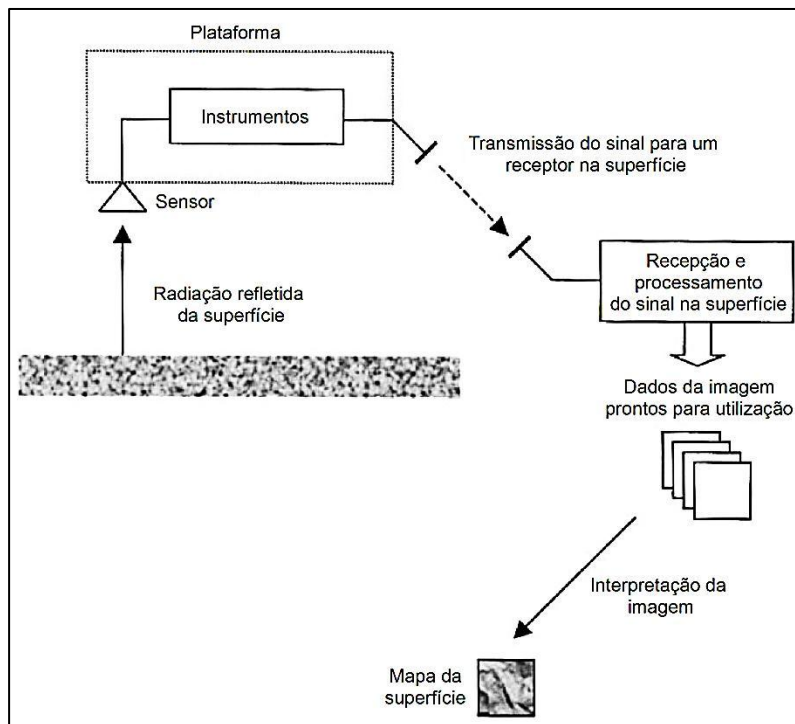 Plataforma
Instrumentos
Sensor
Transmissão do sinal para um
receptor na superfície
Radiação refletida
da superfície
Recepção e
processamento
do sinal na superfície
Dados da imagem
prontos para utilização
Interpretação da
imagem
Mapa da
superfície